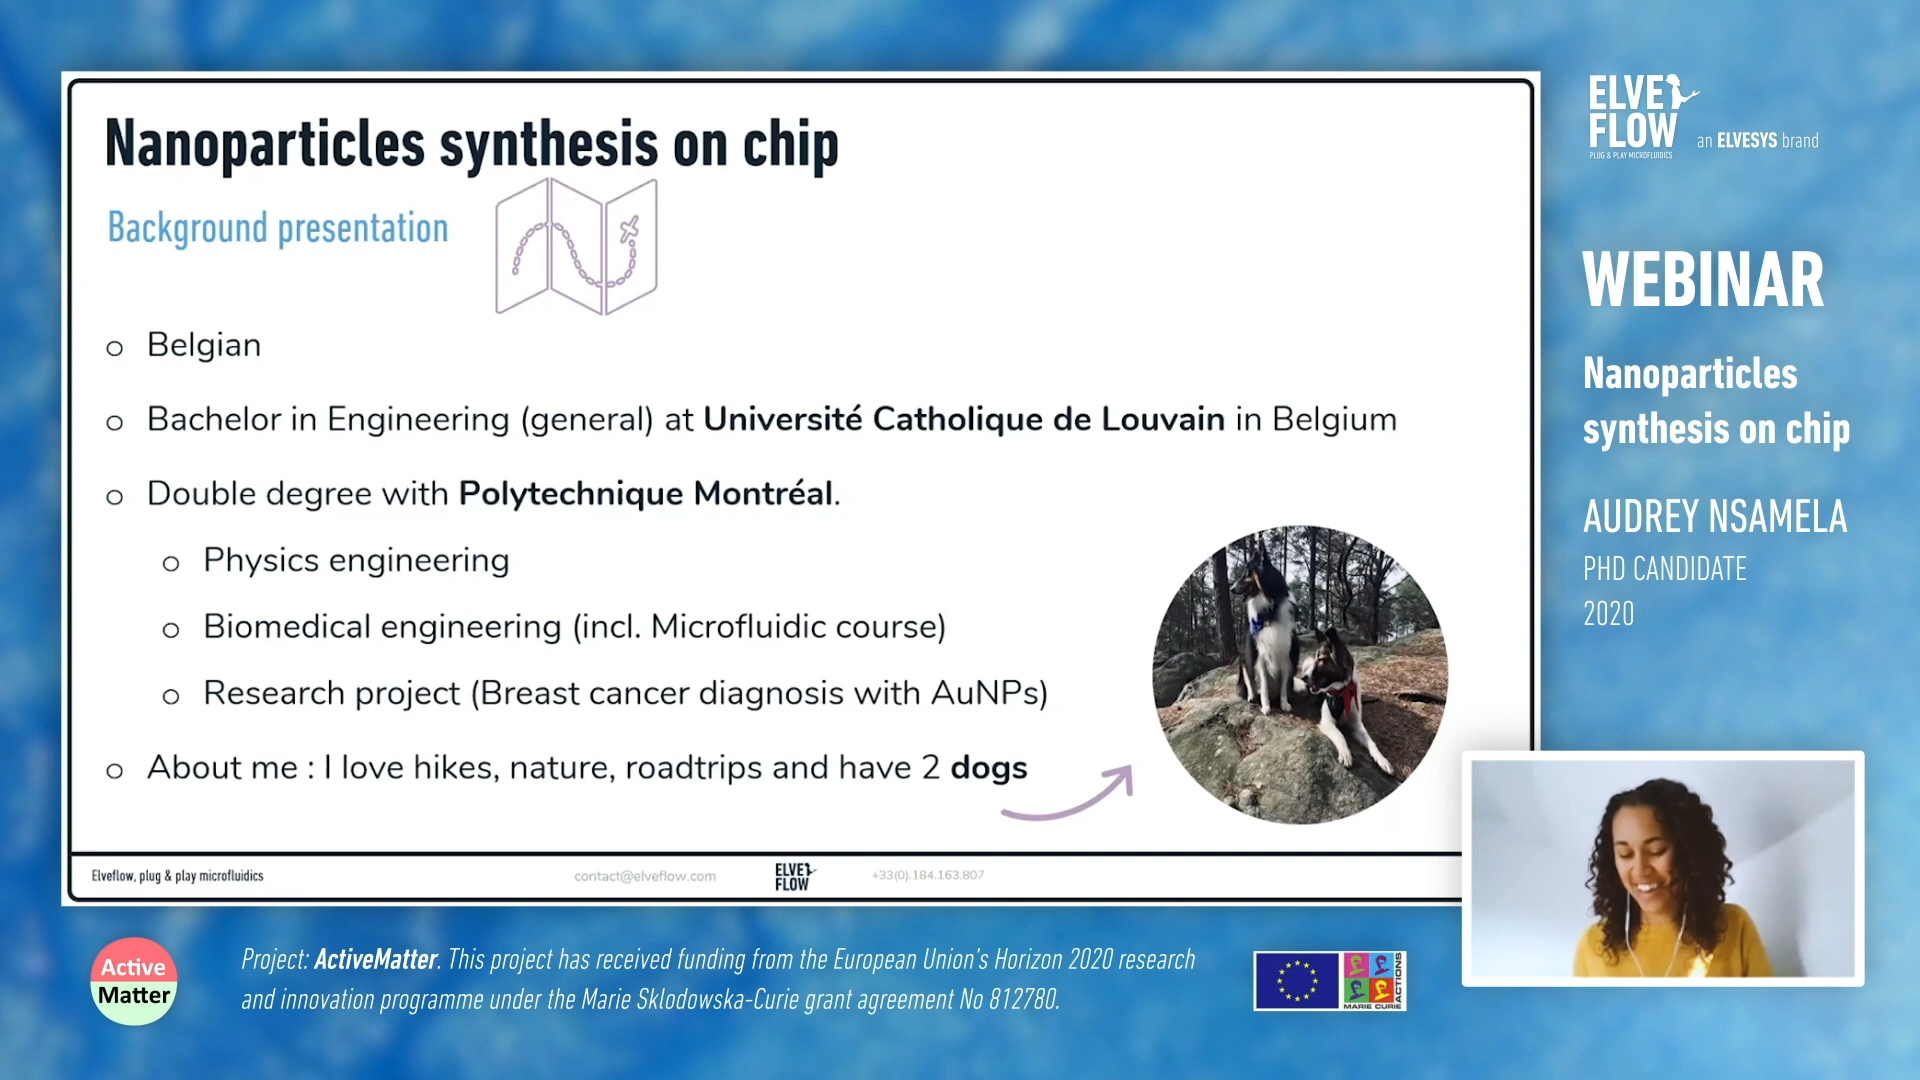 Nanoparticles synthesis on chip
Background presentation
o Belgian
o Bachelor in Engineering (general) at Université Catholique de Louvain in Belgium
o Double degree with Polytechnique Montréal.
o Physics engineering
o Biomedical engineering (incl. Microfluidic course)
o Research project (Breast cancer diagnosis with AuNPs)
o About me : I love hikes, nature, roadtrips and have 2 dogs
Elveflow, plug & play microfluidics
contact@elveflow.com
ELVE
FLOW
+33(0).184.163.807
ELVE
FLOW
PLUG & PLAY MICROFLUIDICS
an ELVESYS brand
WEBINAR
Nanoparticles
synthesis on chip
AUDREY NSAMELA
PHD CANDIDATE
2020
Active
Matter
Project: ActiveMatter. This project has received funding from the European Union's Horizon 2020 research
and innovation programme under the Marie Sklodowska-Curie grant agreement No 812780.
MARIE CURIE
ACTIONS